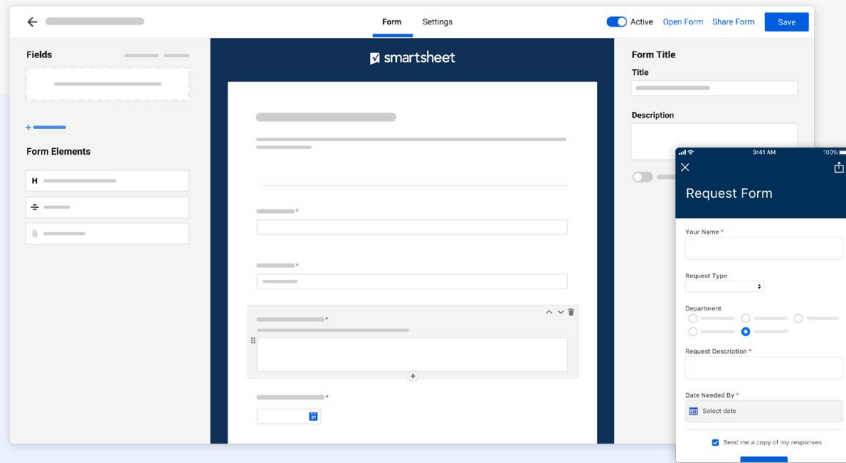 Form Settings Active Open Form Share Form Save
Fields
Form Elements
H
smartsheet
Form Title
Title
Description
9:41 AM 100%
Request Form
Your Name *
Request Type
Department
Request Description *
Date Needed By *
Select date
Send me a copy of my responses